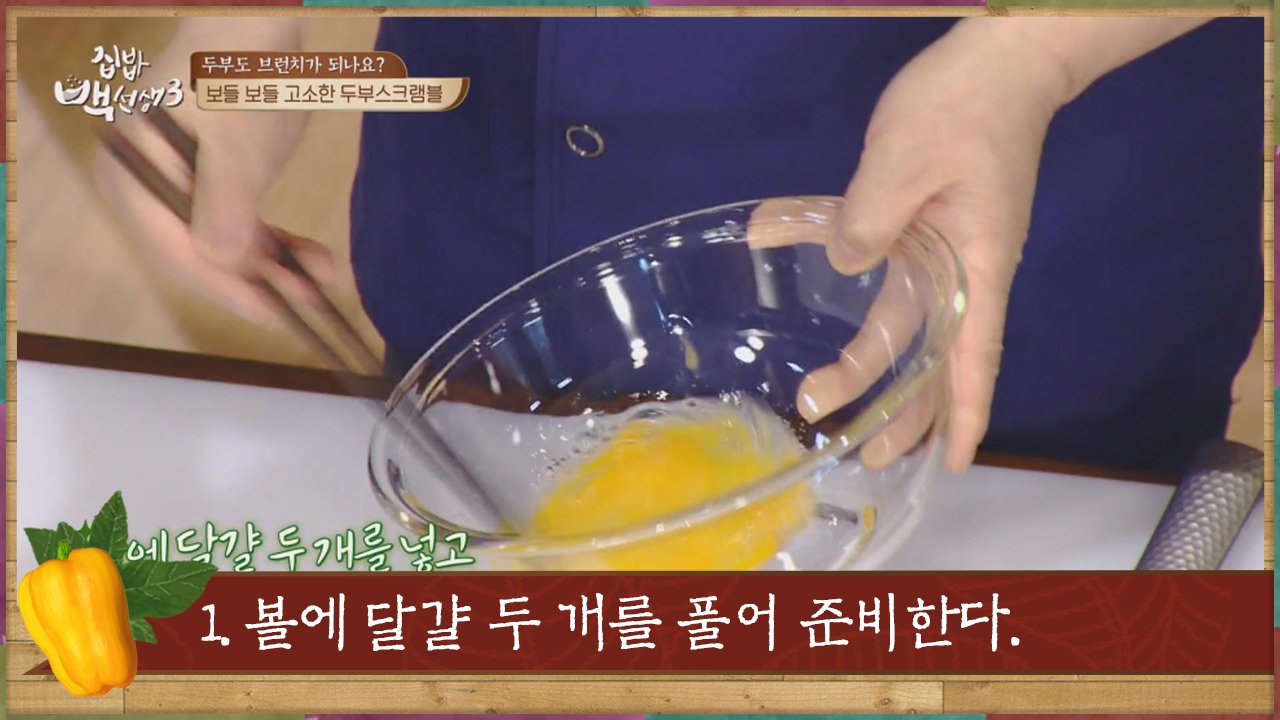 집밥
백선생3
두부도 브런치가 되나요?
보들 보들 고소한 두부스크램블
에 달걀 두 개를 넣고
1. 볼에 달걀 두 개를 풀어 준비한다.